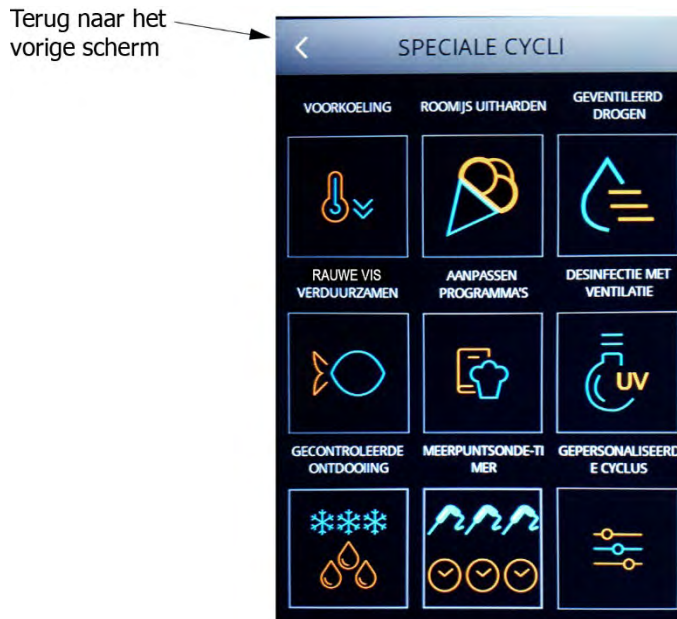 Terug naar het
vorige scherm
SPECIALE CYCLI
VOORKOELING
ROOMIJS UITHARDEN
GEVENTILEERD
DROGEN
RAUWE VIS
VERDUURZAMEN
AANPASSEN
PROGRAMMA'S
DESINFECTIE MET
VENTILATIE
UV
GECONTROLEERDE
ONTDOOIING
MEERPUNTSONDE-TI
MER
GEPERSONALISEERD
E CYCLUS